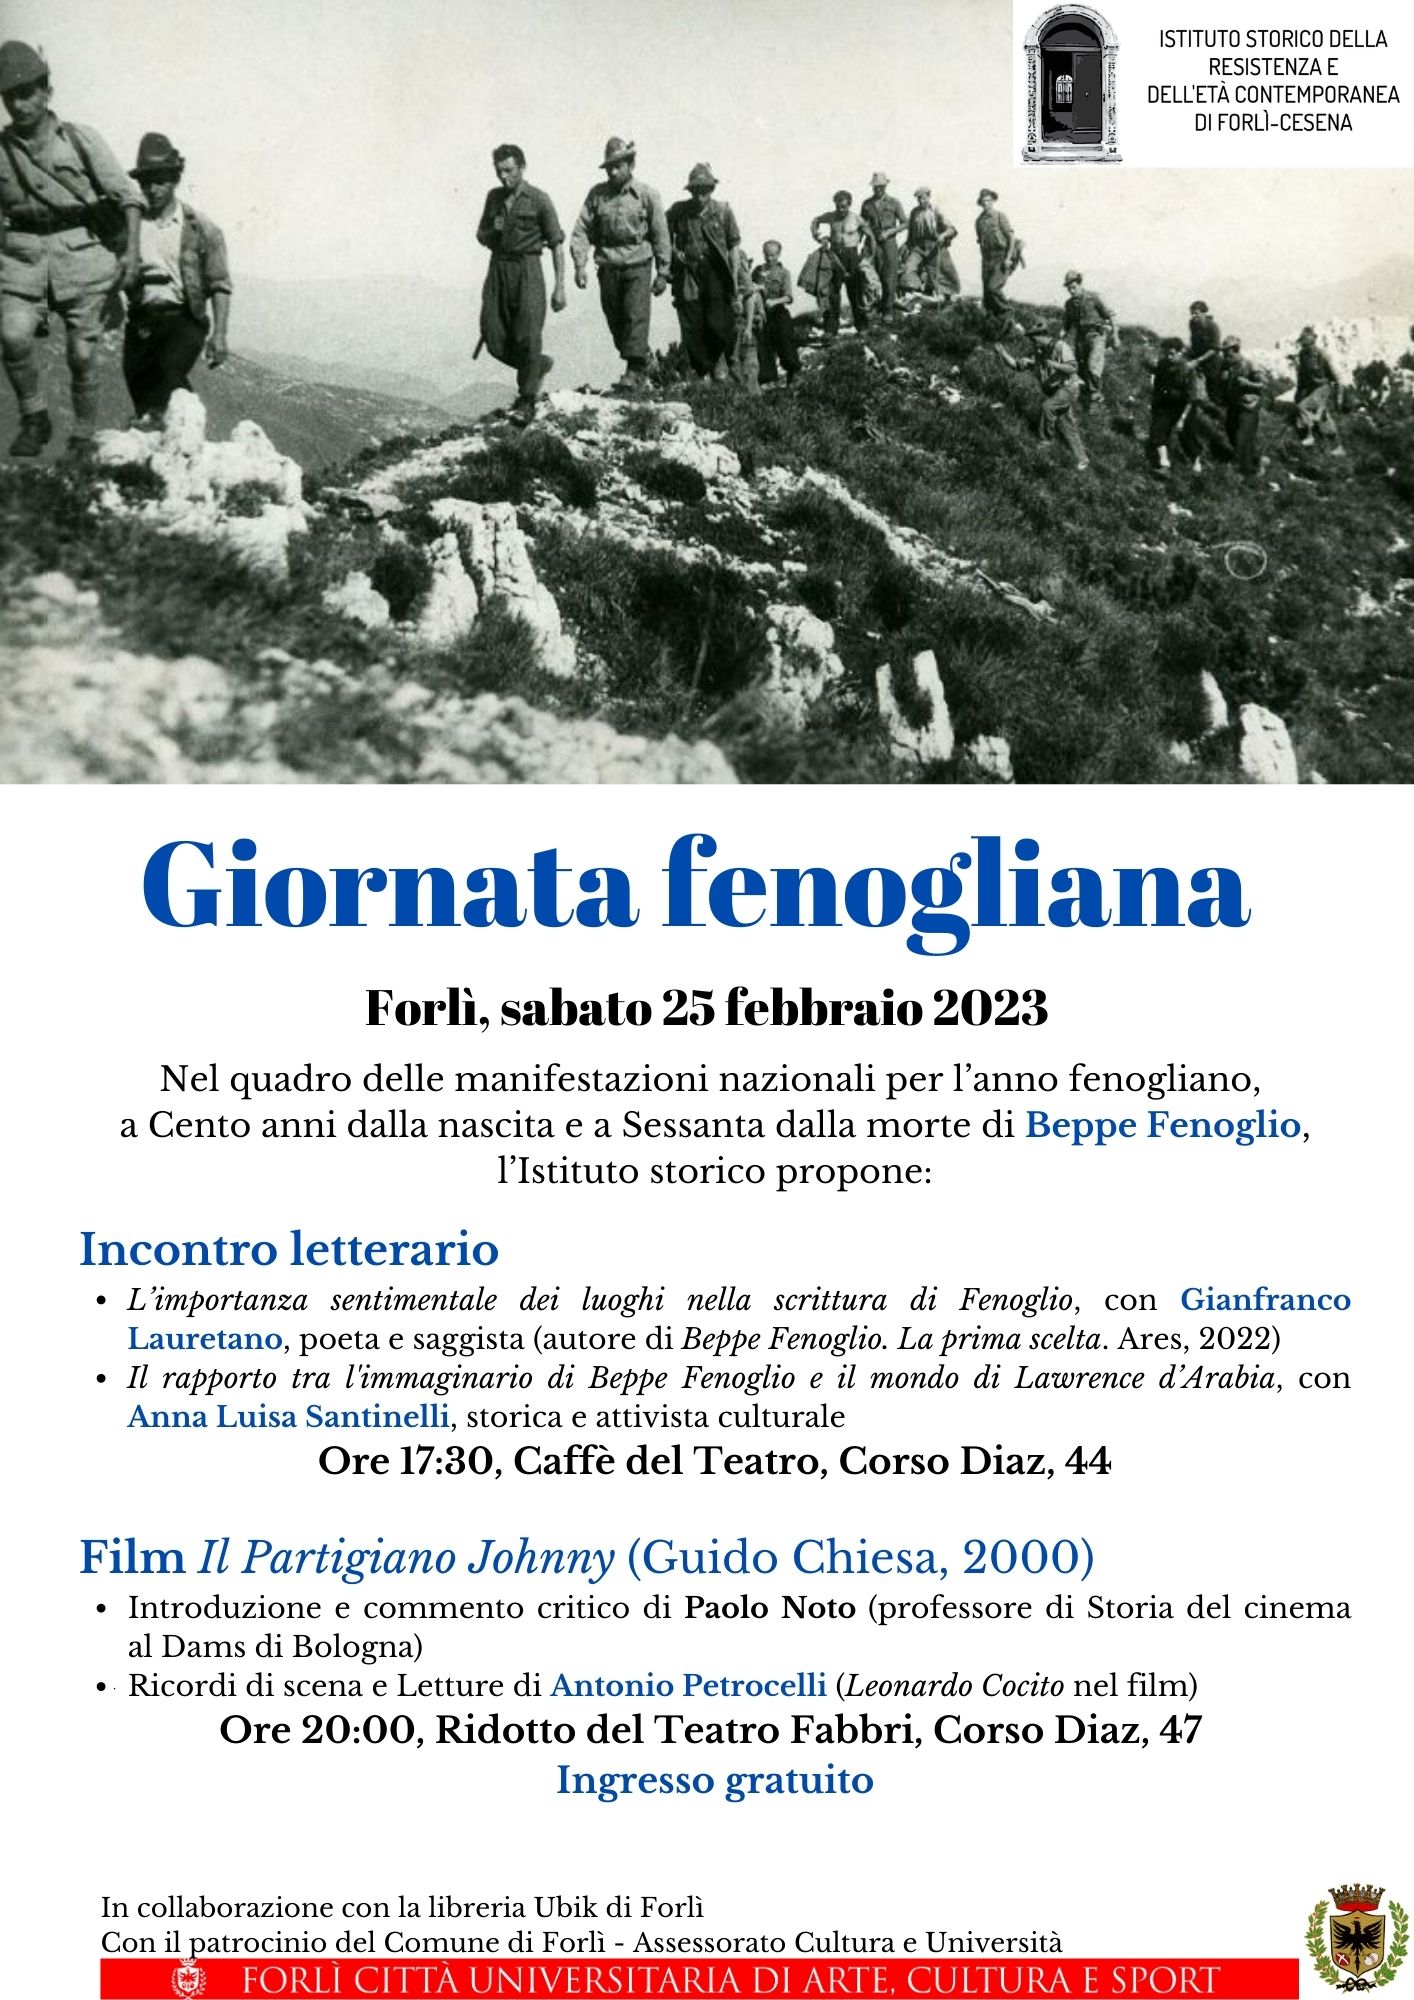 ISTITUTO STORICO DELLA
RESISTENZA E
DELL'ETÀ CONTEMPORANEA
DI FORLÌ-CESENA
Giornata fenogliana
Forlì, sabato 25 febbraio 2023
Nel quadro delle manifestazioni nazionali per l’anno fenogliano,
a Cento anni dalla nascita e a Sessanta dalla morte di Beppe Fenoglio,
l’Istituto storico propone:
Incontro letterario
• L’importanza sentimentale dei luoghi nella scrittura di Fenoglio, con Gianfranco
Lauretano, poeta e saggista (autore di Beppe Fenoglio. La prima scelta. Ares, 2022)
• Il rapporto tra l'immaginario di Beppe Fenoglio e il mondo di Lawrence d’Arabia, con
Anna Luisa Santinelli, storica e attivista culturale
Ore 17:30, Caffè del Teatro, Corso Diaz, 44
Film Il Partigiano Johnny (Guido Chiesa, 2000)
• Introduzione e commento critico di Paolo Noto (professore di Storia del cinema
al Dams di Bologna)
• Ricordi di scena e Letture di Antonio Petrocelli (Leonardo Cocito nel film)
Ore 20:00, Ridotto del Teatro Fabbri, Corso Diaz, 47
Ingresso gratuito
In collaborazione con la libreria Ubik di Forlì
Con il patrocinio del Comune di Forlì - Assessorato Cultura e Università
FORLÌ CITTÀ UNIVERSITARIA DI ARTE, CULTURA E SPORT